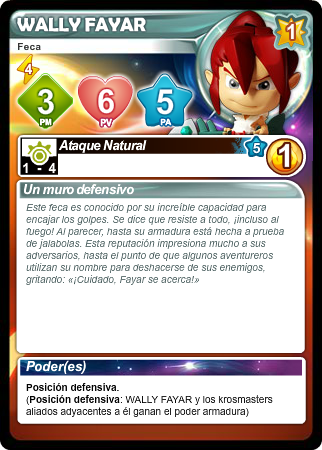 WALLY FAYAR
1
Feca
4
3
PM
6
PV
5
PA
Ataque Natural
5
1
1 - 4
Un muro defensivo
Este feca es conocido por su increíble capacidad para
encajar los golpes. Se dice que resiste a todo, ¡incluso al
fuego! Al parecer, hasta su armadura está hecha a prueba
de jalabolas. Esta reputación impresiona mucho a sus
adversarios, hasta el punto de que algunos aventureros
utilizan su nombre para deshacerse de sus enemigos,
gritando: «¡Cuidado, Fayar se acerca!»
Poder(es)
Posición defensiva.
(Posición defensiva: WALLY FAYAR y los krosmasters
aliados adyacentes a él ganan el poder armadura)